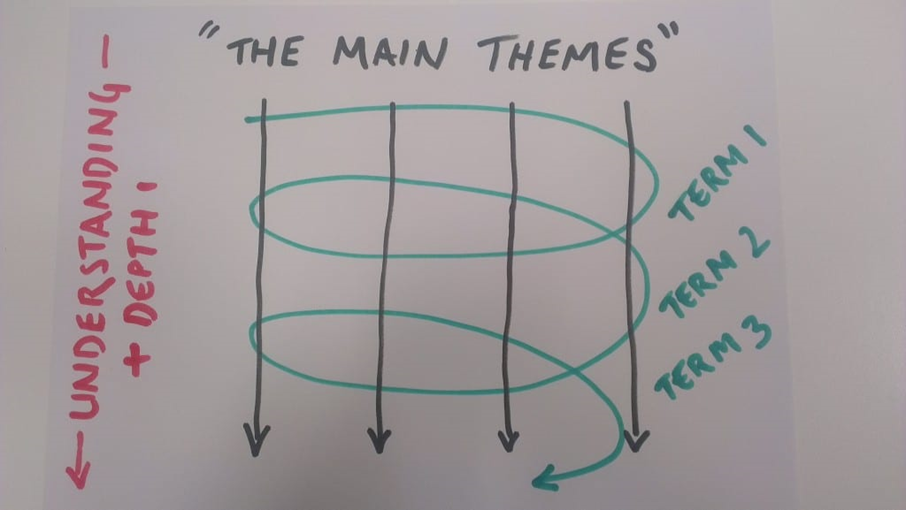 "THE MAIN THEMES"
TERM 1
TERM 2
TERM 3
UNDERSTANDING
+ DEPTH